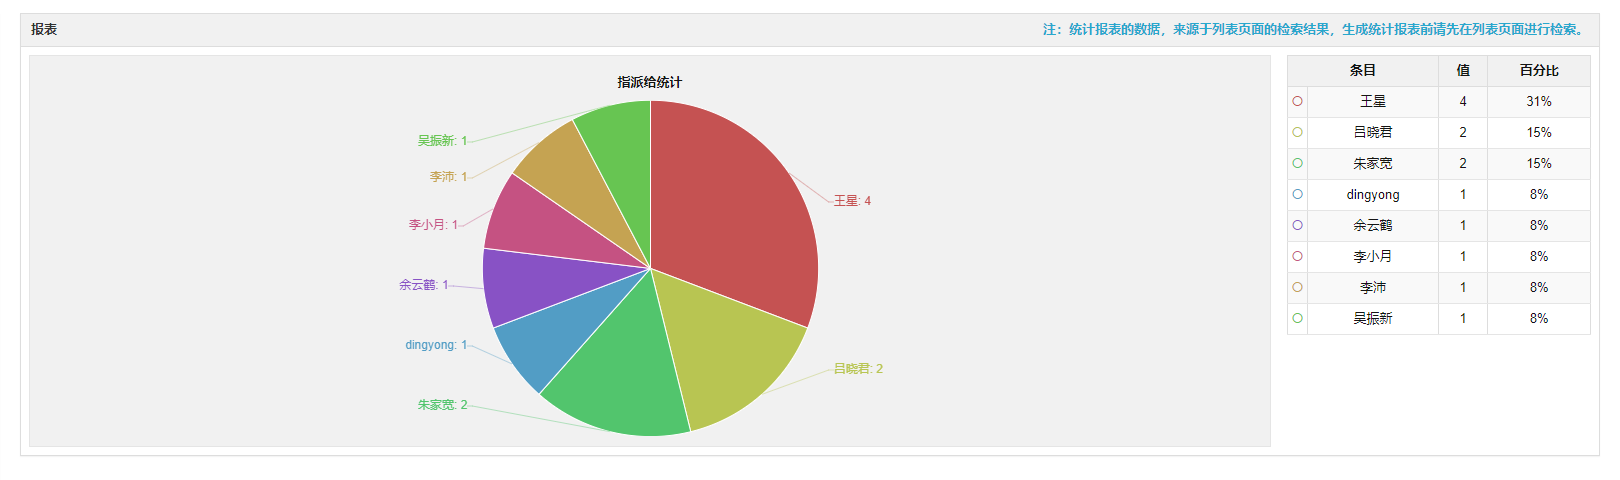 报表
注：统计报表的数据，来源于列表页面的检索结果，生成统计报表前请先在列表页面进行检索。
指派给统计
吴振新: 1
李沛: 1
李小月: 1
余云鹤: 1
dingyong: 1
朱家宽: 2
王星: 4
吕晓君: 2
条目 值 百分比
王星 4 31%
吕晓君 2 15%
朱家宽 2 15%
dingyong 1 8%
余云鹤 1 8%
李小月 1 8%
李沛 1 8%
吴振新 1 8%